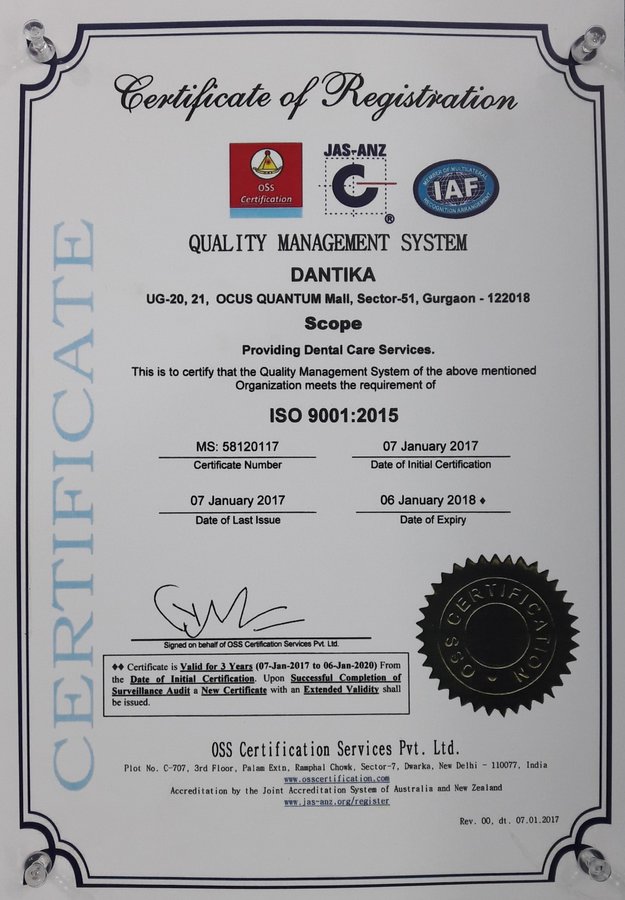 Certificate of Registration
OSS
Certification
JAS-ANZ
®
MEMBER OF MULTILATERAL
IAF
RECOGNITION ARRANGEMENT
CERTIFICATE
QUALITY MANAGEMENT SYSTEM
DANTIKA
UG-20, 21, OCUS QUANTUM Mall, Sector-51, Gurgaon - 122018
Scope
Providing Dental Care Services.
This is to certify that the Quality Management System of the above mentioned
Organization meets the requirement of
ISO 9001:2015
MS: 58120117 07 January 2017
Certificate Number Date of Initial Certification
07 January 2017 06 January 2018 ♦
Date of Last Issue Date of Expiry
Signed on behalf of OSS Certification Services Pvt. Ltd.
♦♦ Certificate is Valid for 3 Years (07-Jan-2017 to 06-Jan-2020) From
the Date of Initial Certification. Upon Successful Completion of
Surveillance Audit a New Certificate with an Extended Validity shall
be issued.
OSS CERTIFICATION
OSS Certification Services Pvt. Ltd.
Plot No. C-707, 3rd Floor, Palam Extn, Ramphal Chowk, Sector-7, Dwarka, New Delhi - 110077, India
www.osscertification.com
Accreditation by the Joint Accreditation System of Australia and New Zealand
www.jas-anz.org/register
Rev. 00, dt. 07.01.2017